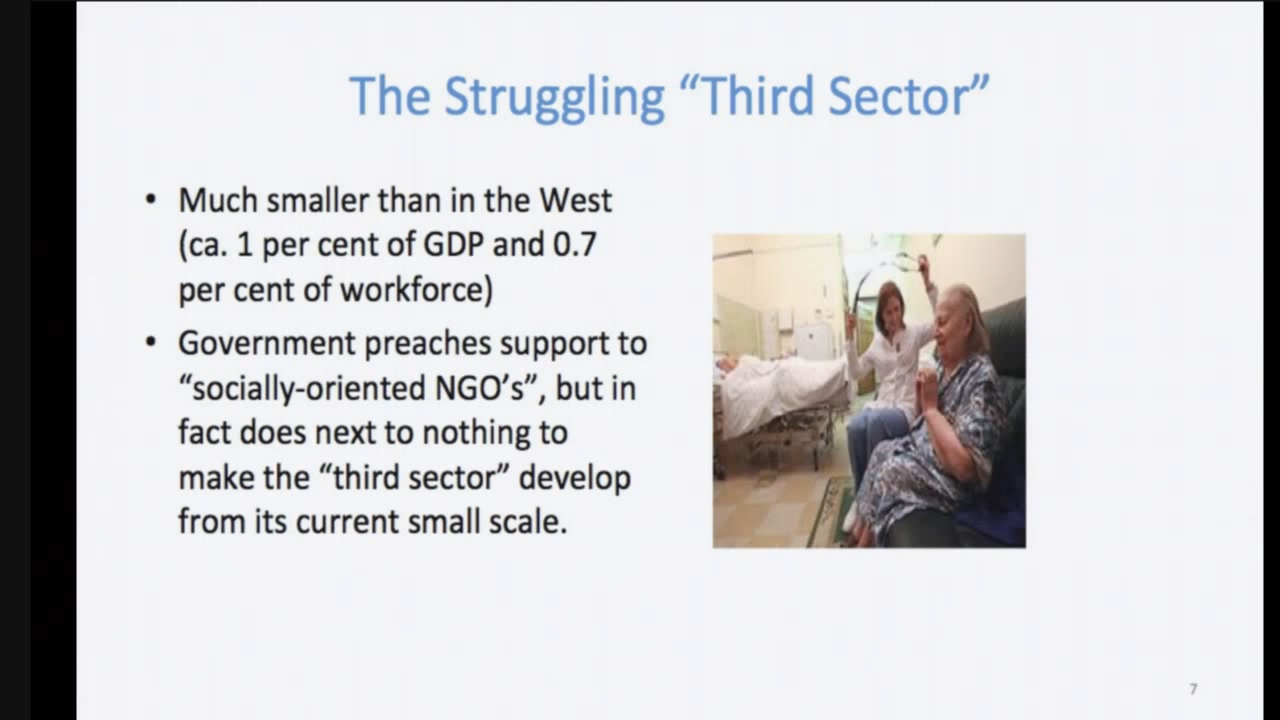 The Struggling “Third Sector”
• Much smaller than in the West
(ca. 1 per cent of GDP and 0.7
per cent of workforce)
• Government preaches support to
“socially-oriented NGO’s”, but in
fact does next to nothing to
make the “third sector” develop
from its current small scale.
7